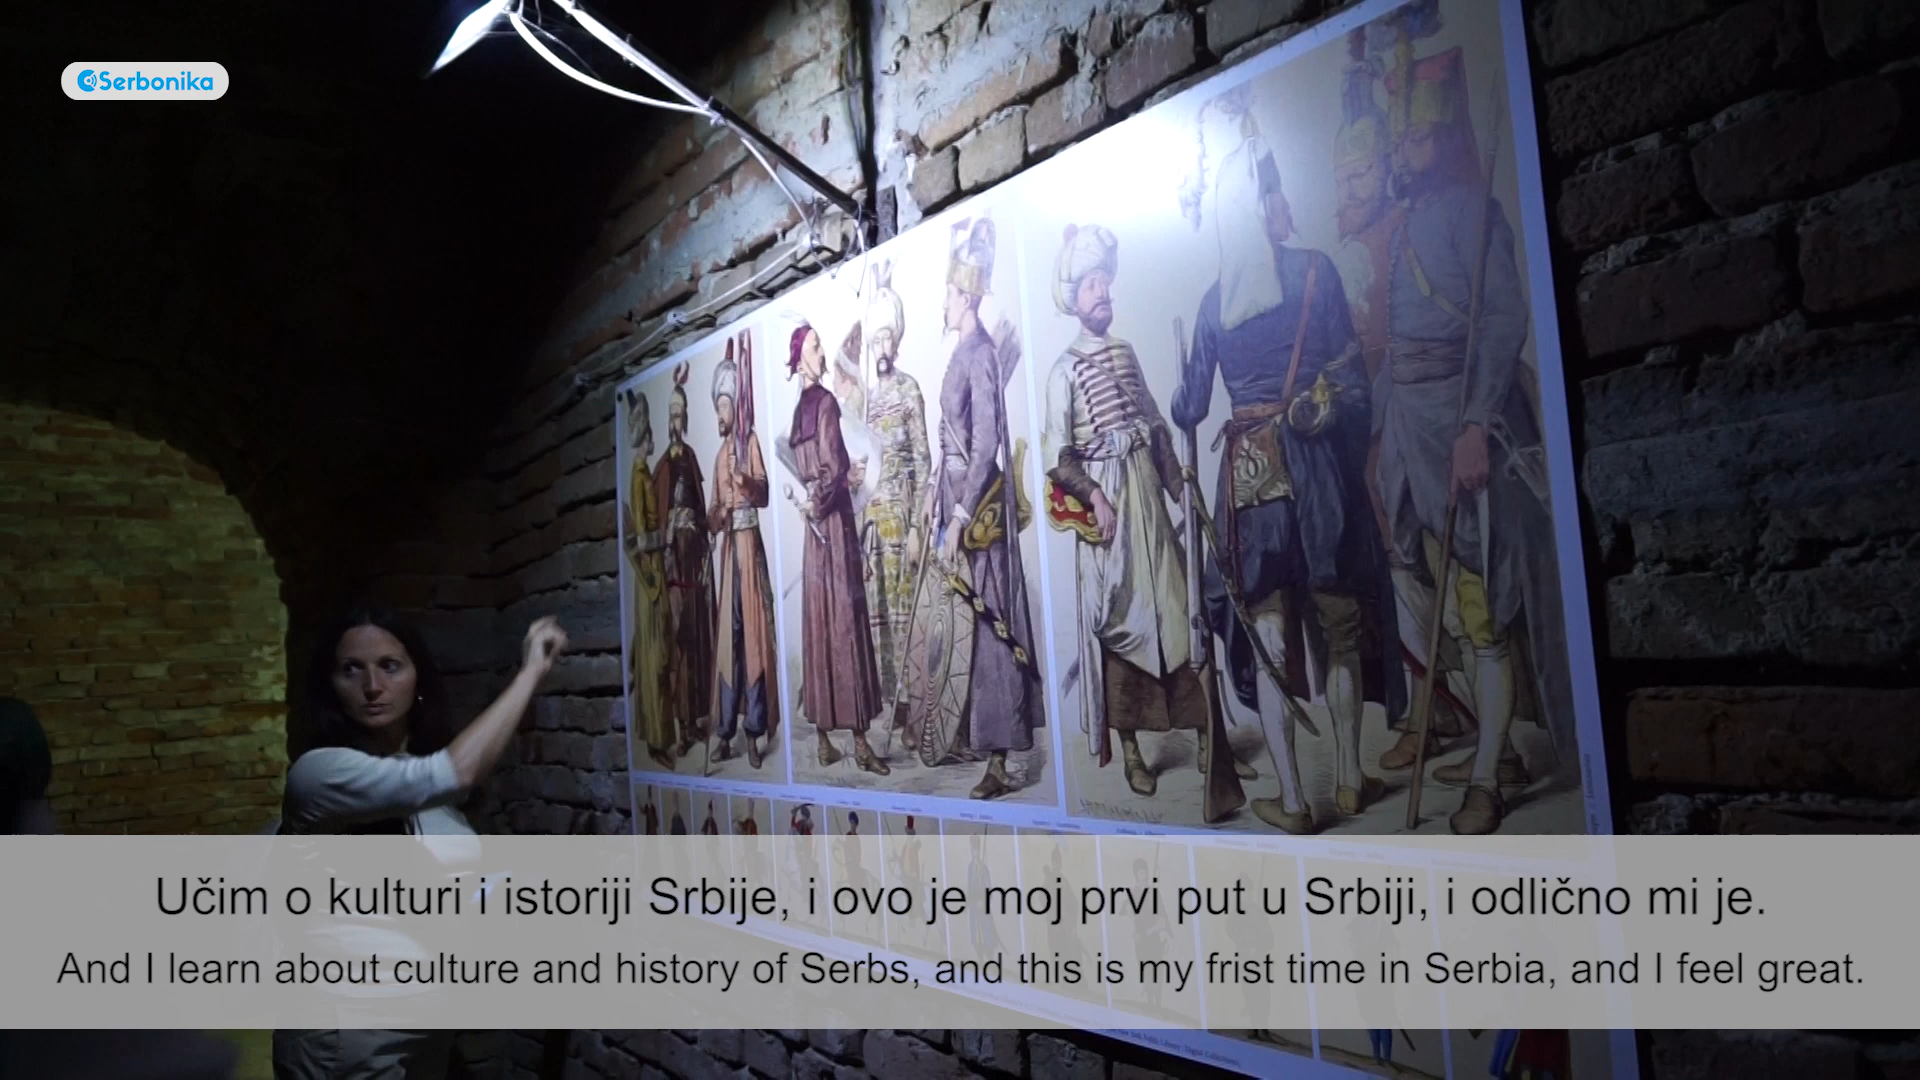 Serbonika
Učim o kulturi i istoriji Srbije, i ovo je moj prvi put u Srbiji, i odlično mi je.
And I learn about culture and history of Serbs, and this is my frist time in Serbia, and I feel great.